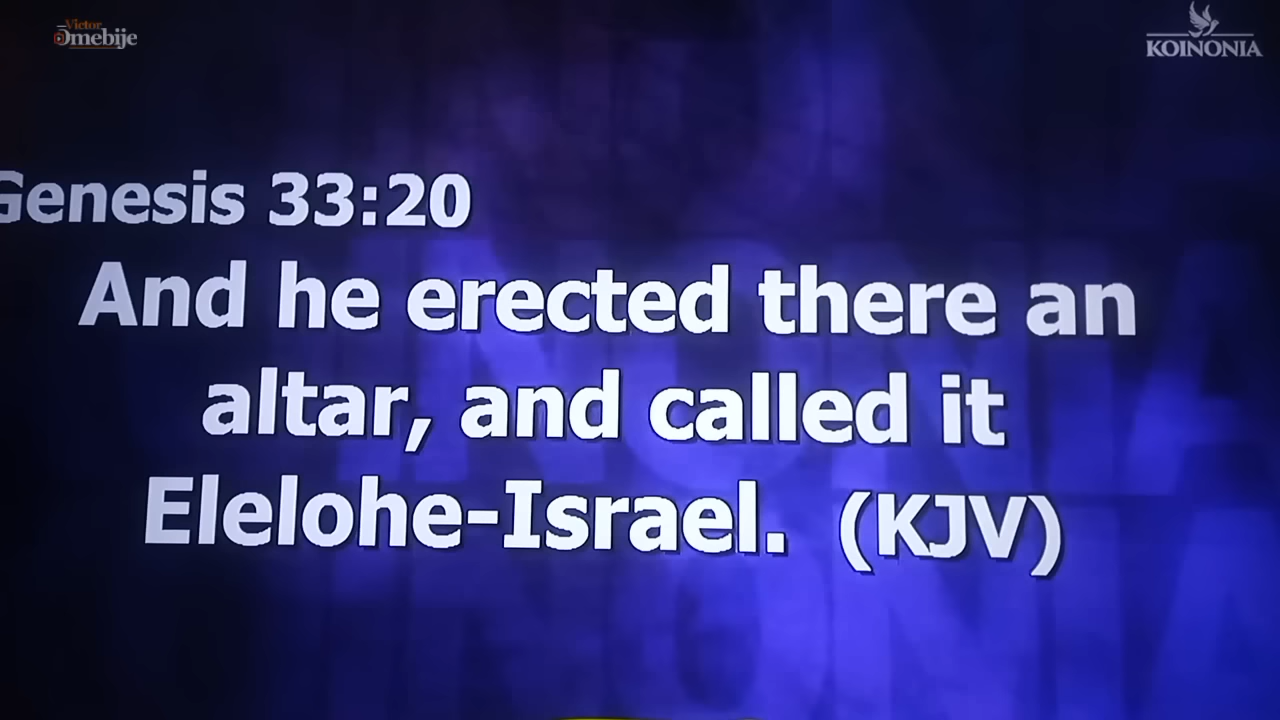 Victor
Omebije
KOINONIA
Genesis 33:20
And he erected there an
altar, and called it
Elelohe-Israel. (KJV)